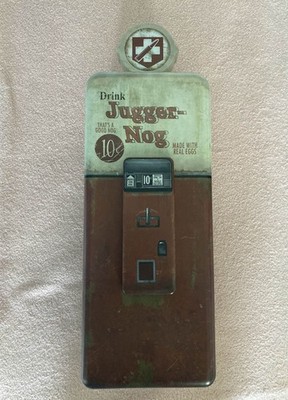 Drink
Jugger-
Nog
THAT'S A
GOOD NOG
10¢
MADE WITH
REAL EGGS
10¢